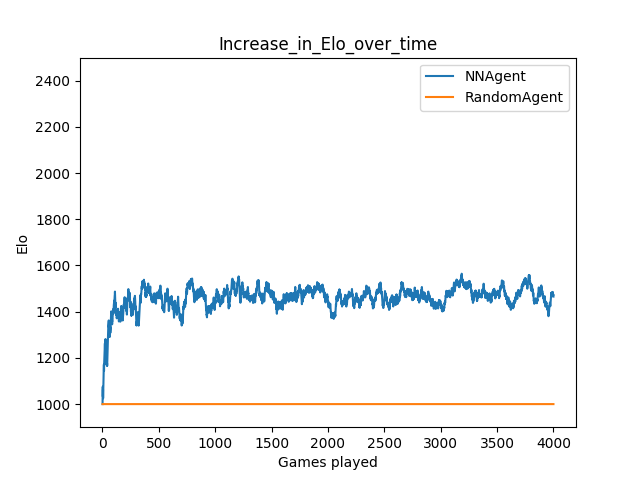 Increase_in_Elo_over_time
NNAgent
RandomAgent
2400
2200
2000
1800
1600
1400
1200
1000
Elo
0 500 1000 1500 2000 2500 3000 3500 4000
Games played